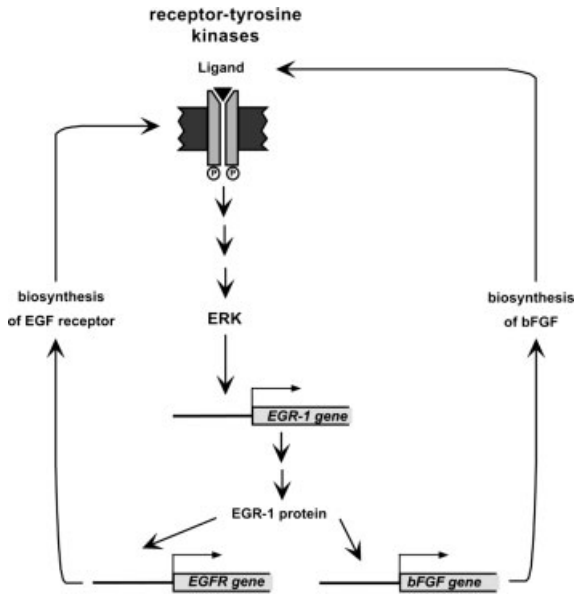 receptor-tyrosine
kinases
Ligand
P P
biosynthesis
of EGF receptor
biosynthesis
of bFGF
ERK
EGR-1 gene
EGR-1 protein
EGFR gene
bFGF gene